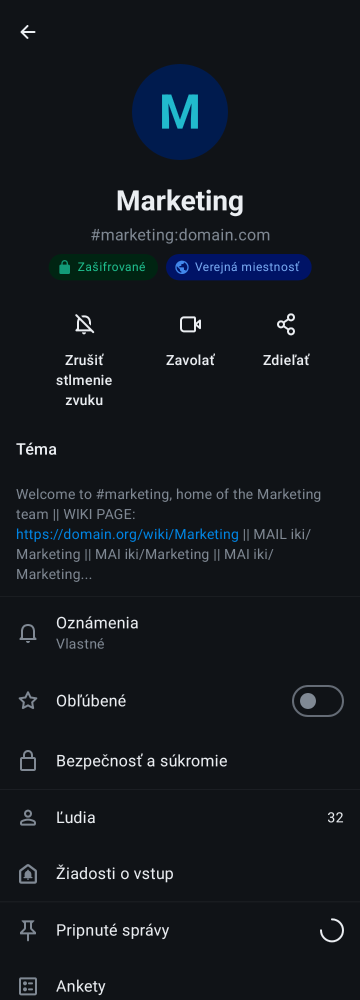 M
Marketing
#marketing:domain.com
Zašifrované Verejná miestnosť
Zrušiť
stlmenie
zvuku
Zavolať
Zdieľať
Téma
Welcome to #marketing, home of the Marketing
team || WIKI PAGE:
https://domain.org/wiki/Marketing || MAIL iki/
Marketing || MAI iki/Marketing || MAI iki/
Marketing...
Oznámenia
Vlastné
Obľúbené
Bezpečnosť a súkromie
Ľudia 32
Žiadosti o vstup
Pripnuté správy
Ankety